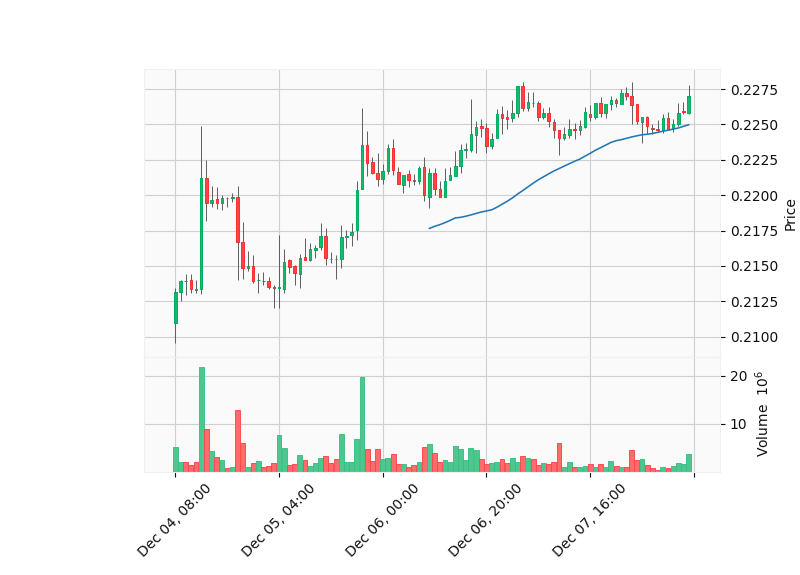 0.2275
0.2250
0.2225
0.2200
0.2175
0.2150
0.2125
0.2100
Price
20
10
Volume 10^6
Dec 04, 08:00
Dec 05, 04:00
Dec 06, 00:00
Dec 06, 20:00
Dec 07, 16:00